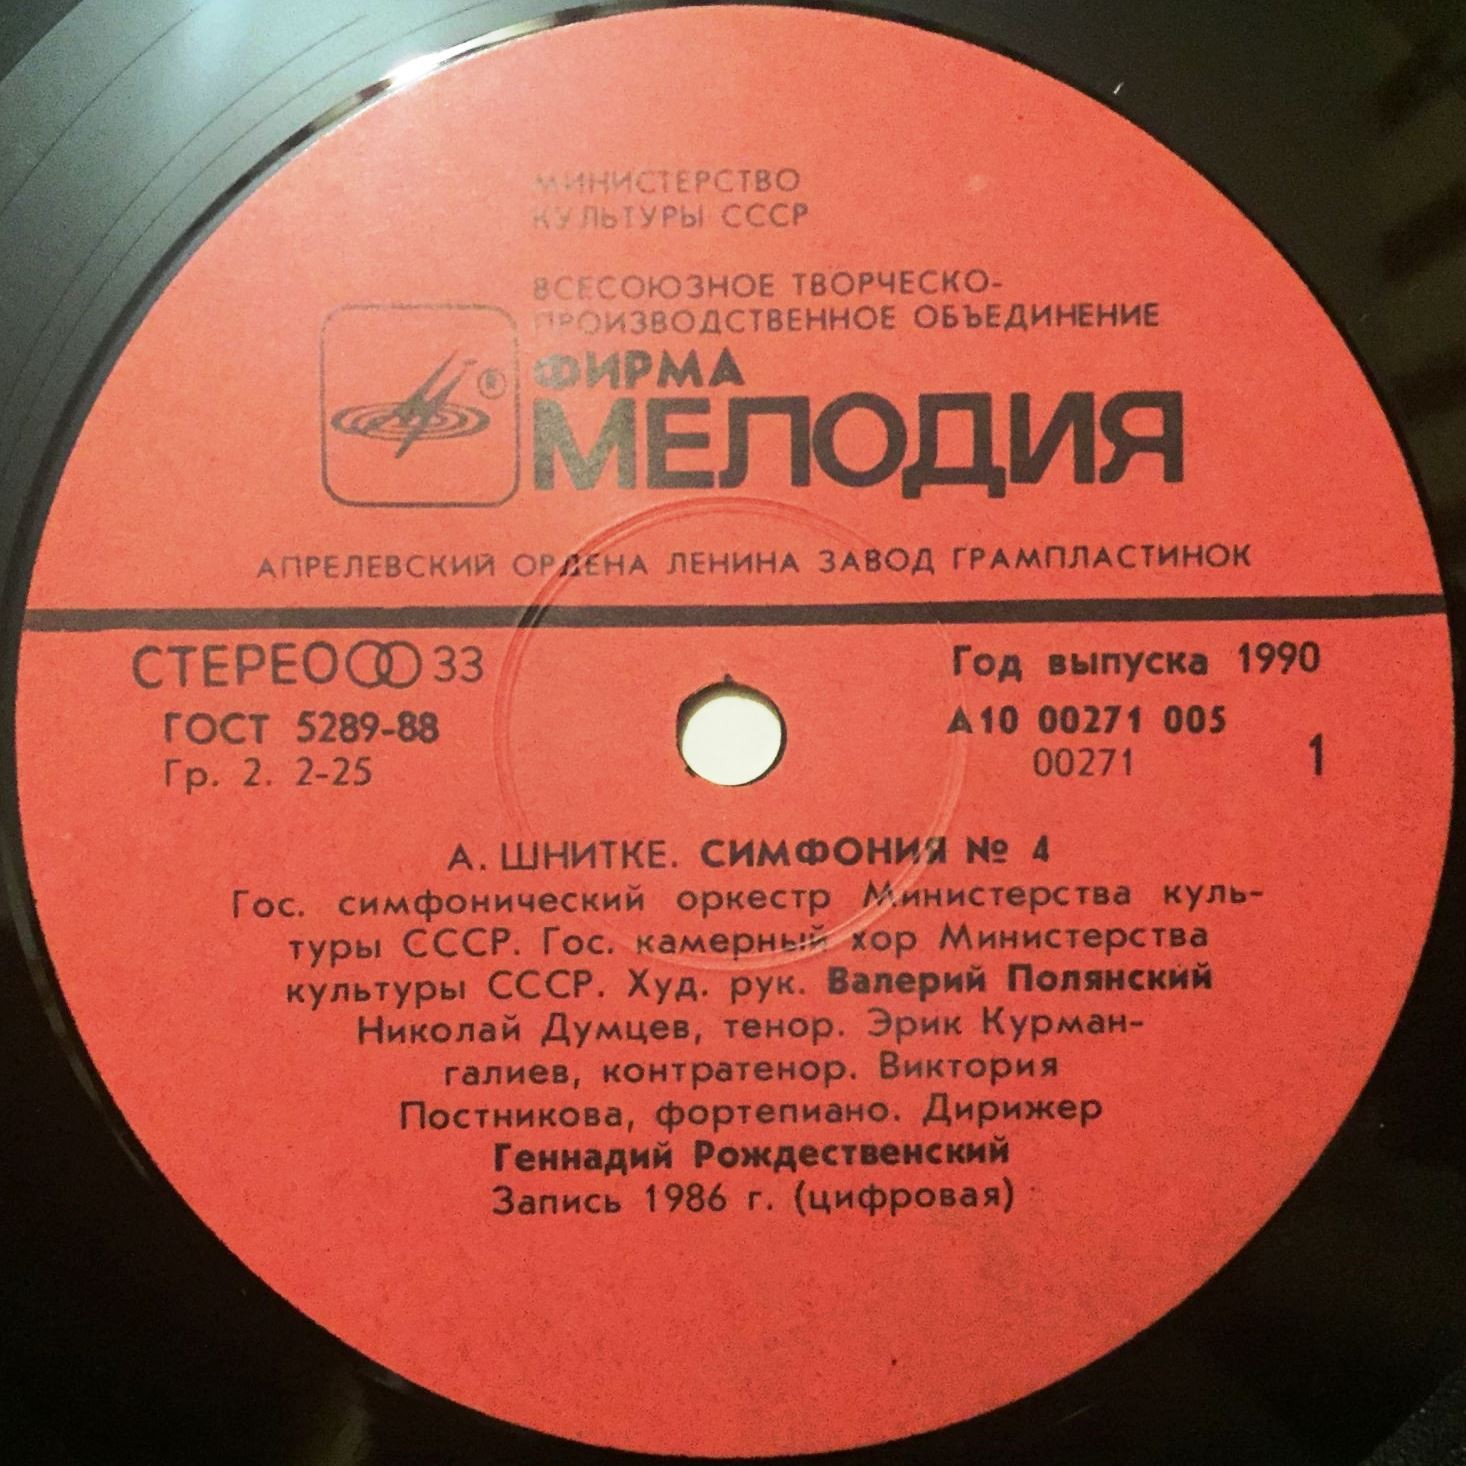 МИНИСТЕРСТВО
КУЛЬТУРЫ СССР
ВСЕСОЮЗНОЕ ТВОРЧЕСКО-
ПРОИЗВОДСТВЕННОЕ ОБЪЕДИНЕНИЕ
®
ФИРМА
МЕЛОДИЯ
АПРЕЛЕВСКИЙ ОРДЕНА ЛЕНИНА ЗАВОД ГРАМПЛАСТИНОК
СТЕРЕО 33
Год выпуска 1990
ГОСТ 5289-88
А10 00271 005
Гр. 2. 2-25
00271
1
А. ШНИТКЕ. СИМФОНИЯ № 4
Гос. симфонический оркестр Министерства куль-
туры СССР. Гос. камерный хор Министерства
культуры СССР. Худ. рук. Валерий Полянский
Николай Думцев, тенор. Эрик Курман-
галиев, контратенор. Виктория
Постникова, фортепиано. Дирижер
Геннадий Рождественский
Запись 1986 г. (цифровая)